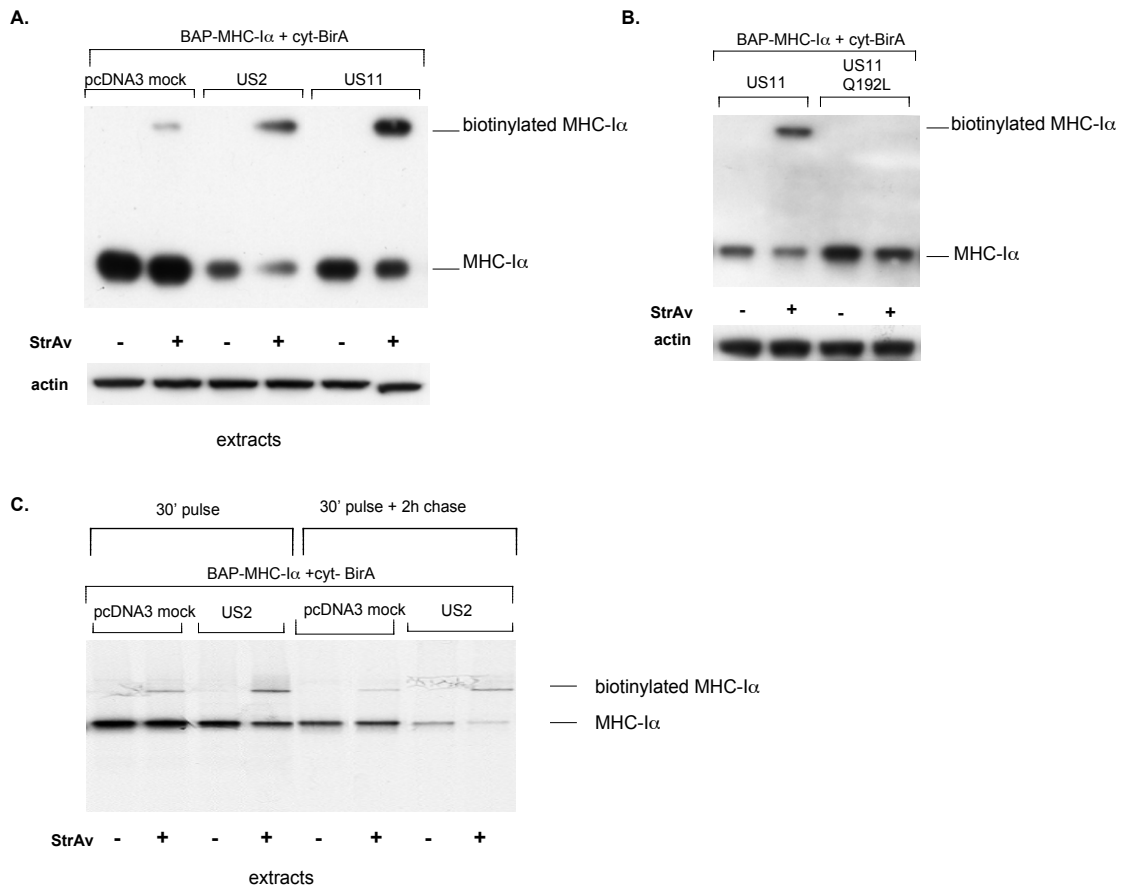 A.
BAP-MHC-Iα + cyt-BirA
pcDNA3 mock US2 US11
biotinylated MHC-Iα
MHC-Iα
StrAv - + - + - +
actin
extracts
B.
BAP-MHC-Iα + cyt-BirA
US11 US11
Q192L
biotinylated MHC-Iα
MHC-Iα
StrAv - + - +
actin
C.
30’ pulse 30’ pulse + 2h chase
BAP-MHC-Iα +cyt- BirA
pcDNA3 mock US2 pcDNA3 mock US2
biotinylated MHC-Iα
MHC-Iα
StrAv - + - + - + - +
extracts